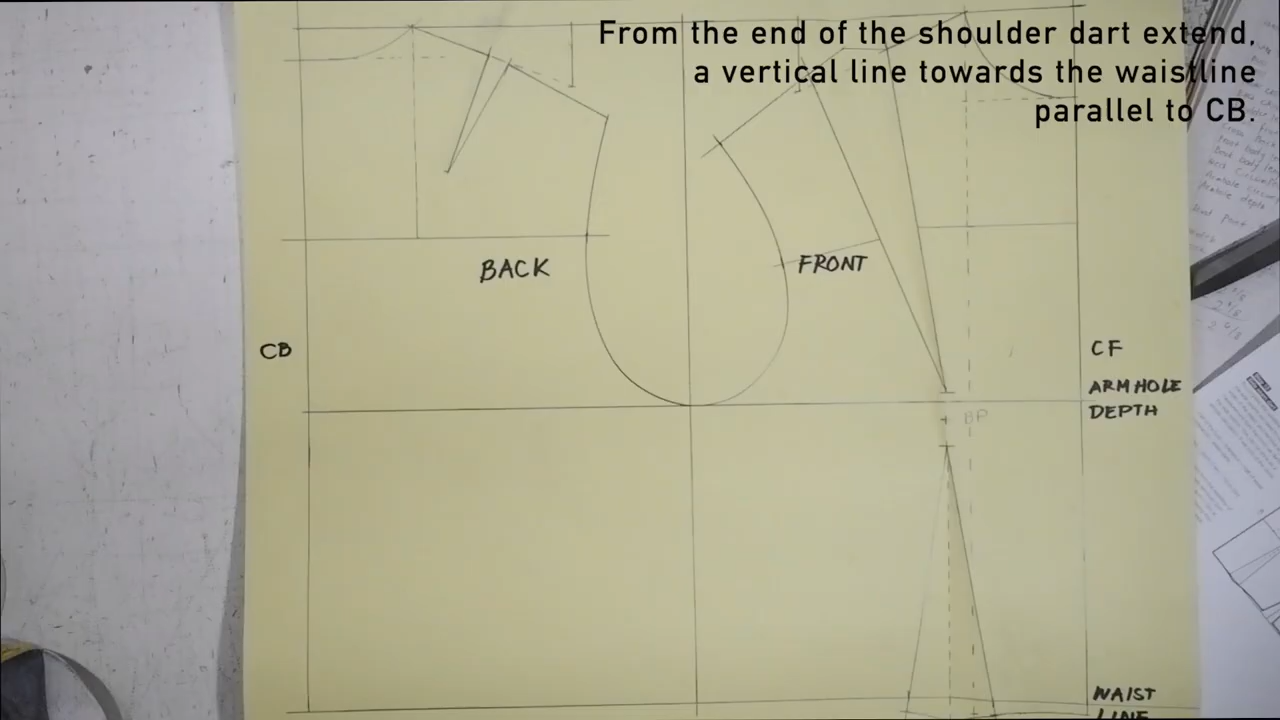 From the end of the shoulder dart extend,
a vertical line towards the waistline
parallel to CB.
BACK
FRONT
CB
CF
ARMHOLE
DEPTH
BP
WAIST
LINE